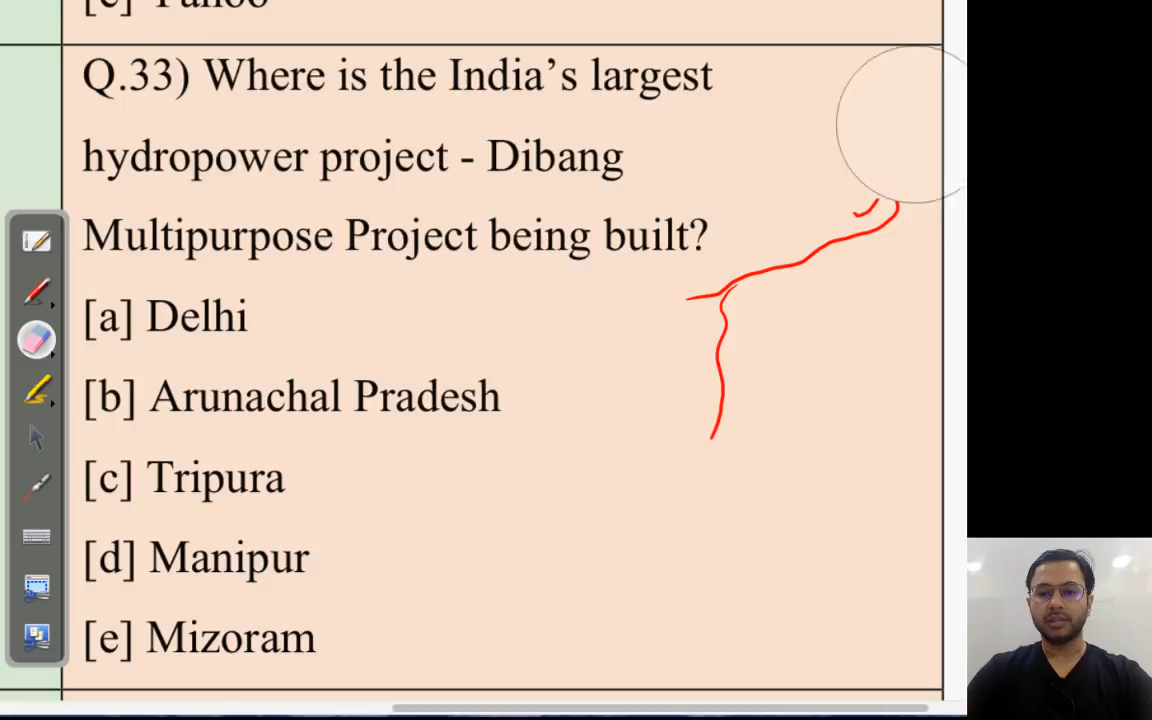 Q.33) Where is the India's largest
hydropower project - Dibang
Multipurpose Project being built?
[a] Delhi
[b] Arunachal Pradesh
[c] Tripura
[d] Manipur
[e] Mizoram